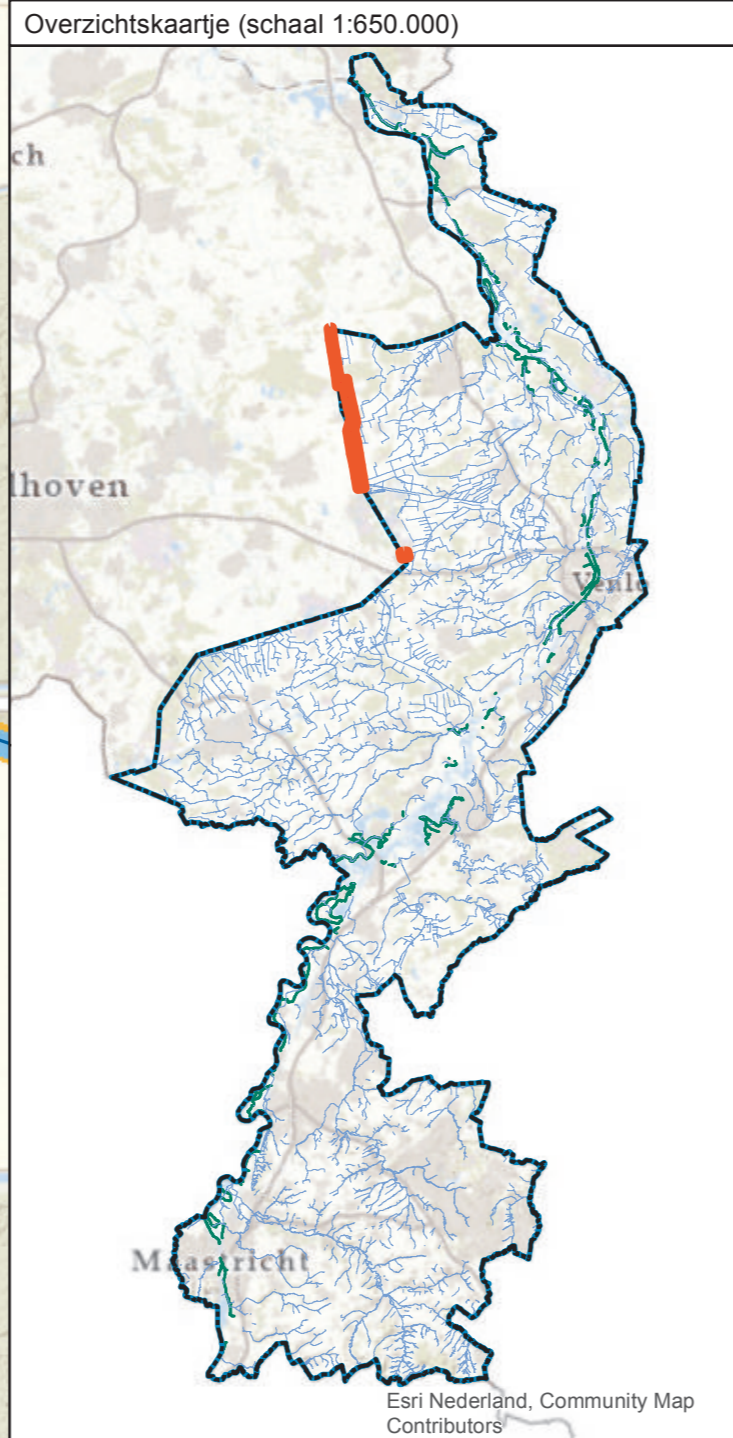 Overzichtskaartje (schaal 1:650.000)
ch
lhoven
Venlo
Maastricht
Esri Nederland, Community Map
Contributors